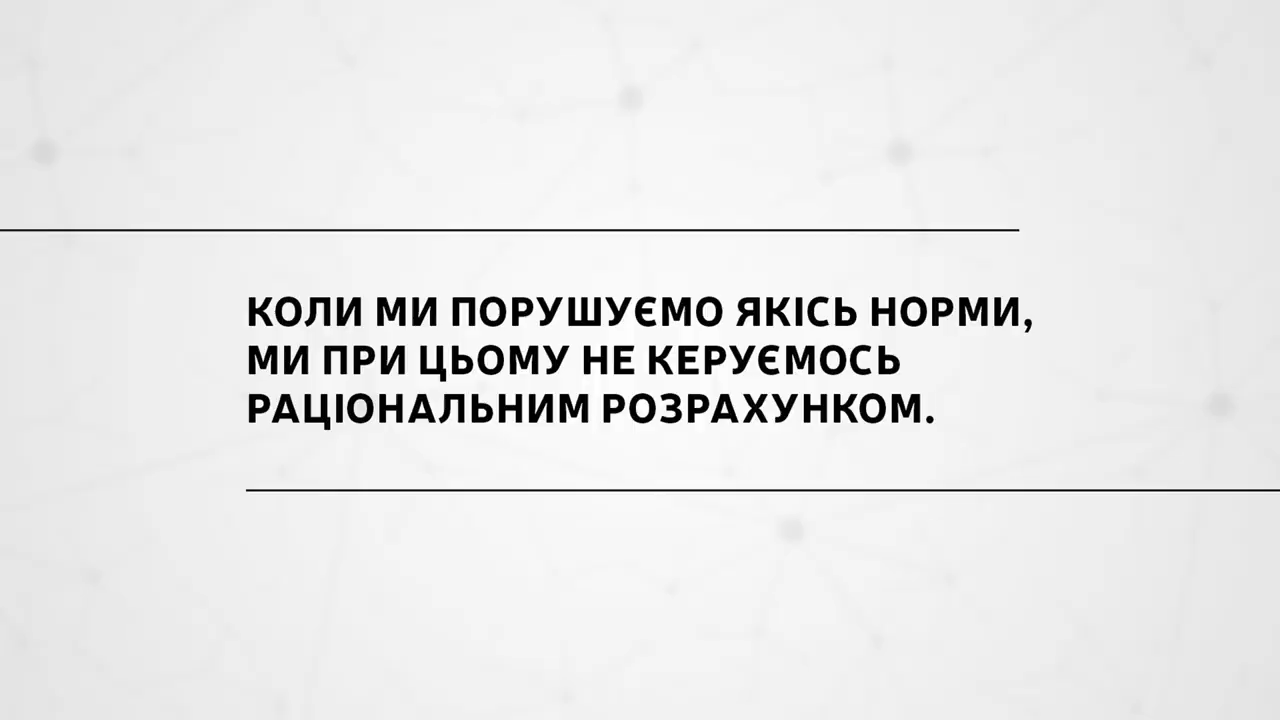 КОЛИ МИ ПОРУШУЄМО ЯКІСЬ НОРМИ,
МИ ПРИ ЦЬОМУ НЕ КЕРУЄМОСЬ
РАЦІОНАЛЬНИМ РОЗРАХУНКОМ.